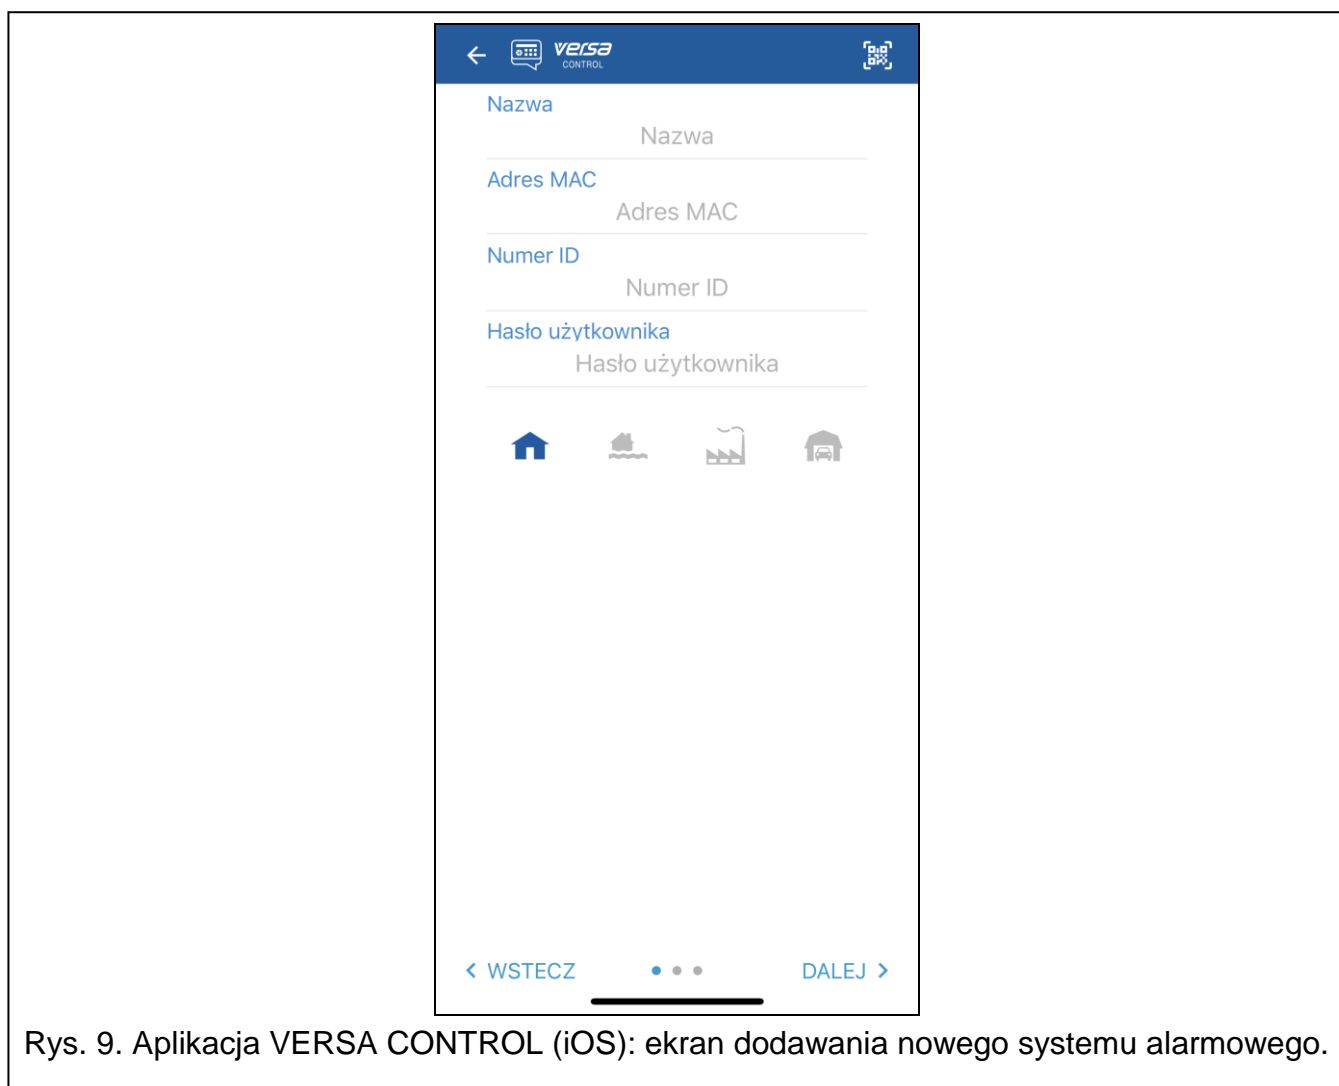 versa
CONTROL
Nazwa
Nazwa
Adres MAC
Adres MAC
Numer ID
Numer ID
Hasło użytkownika
Hasło użytkownika
WSTECZ
DALEJ
Rys. 9. Aplikacja VERSA CONTROL (iOS): ekran dodawania nowego systemu alarmowego.